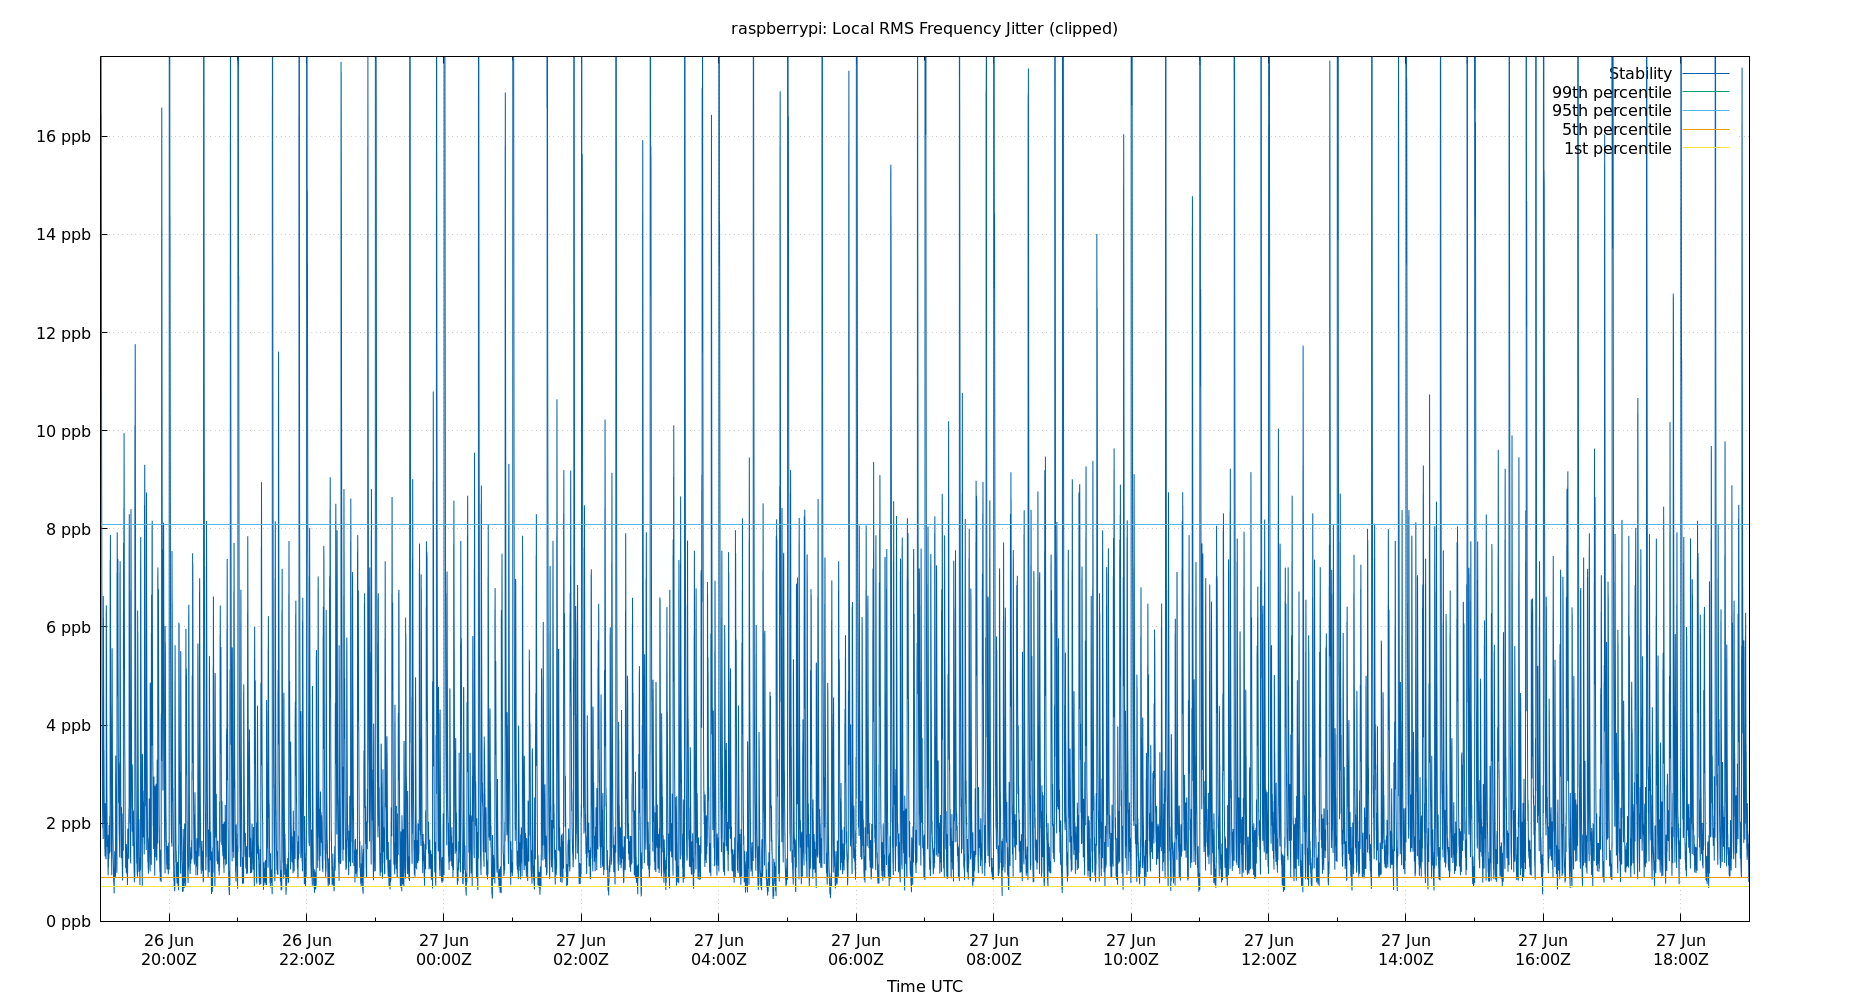 raspberrypi: Local RMS Frequency Jitter (clipped)
Stability
99th percentile
95th percentile
5th percentile
1st percentile
16 ppb
14 ppb
12 ppb
10 ppb
8 ppb
6 ppb
4 ppb
2 ppb
0 ppb
26 Jun 26 Jun 27 Jun 27 Jun 27 Jun 27 Jun 27 Jun 27 Jun 27 Jun 27 Jun 27 Jun 27 Jun
20:00Z 22:00Z 00:00Z 02:00Z 04:00Z 06:00Z 08:00Z 10:00Z 12:00Z 14:00Z 16:00Z 18:00Z
Time UTC